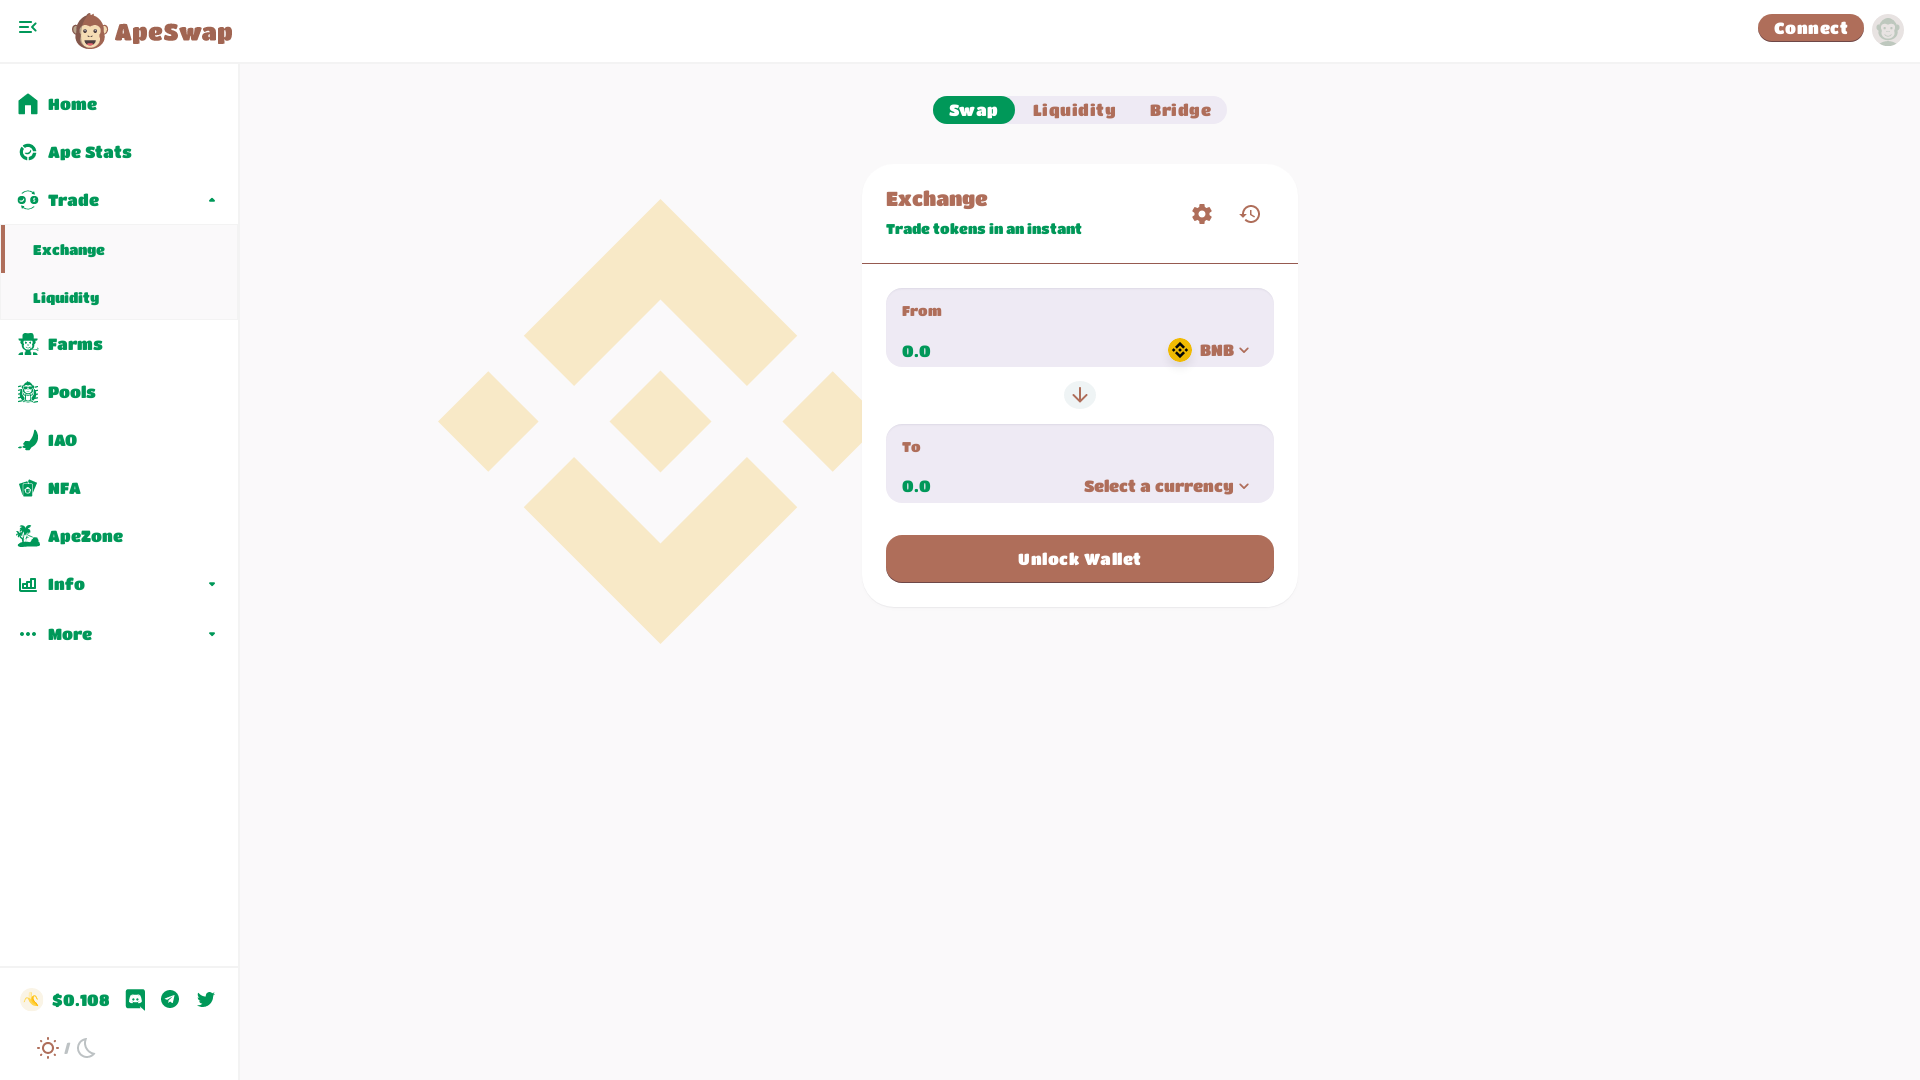 ApeSwap
Connect
Home
Ape Stats
Trade
Exchange
Liquidity
Farms
Pools
IAO
NFA
ApeZone
Info
More
$0.108
/
Swap
Liquidity
Bridge
Exchange
Trade tokens in an instant
From
0.0
BNB
To
0.0
Select a currency
Unlock Wallet